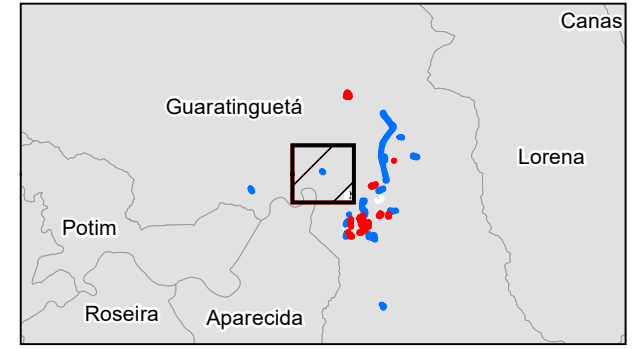 Canas
Guaratinguetá
Lorena
Potim
Roseira
Aparecida